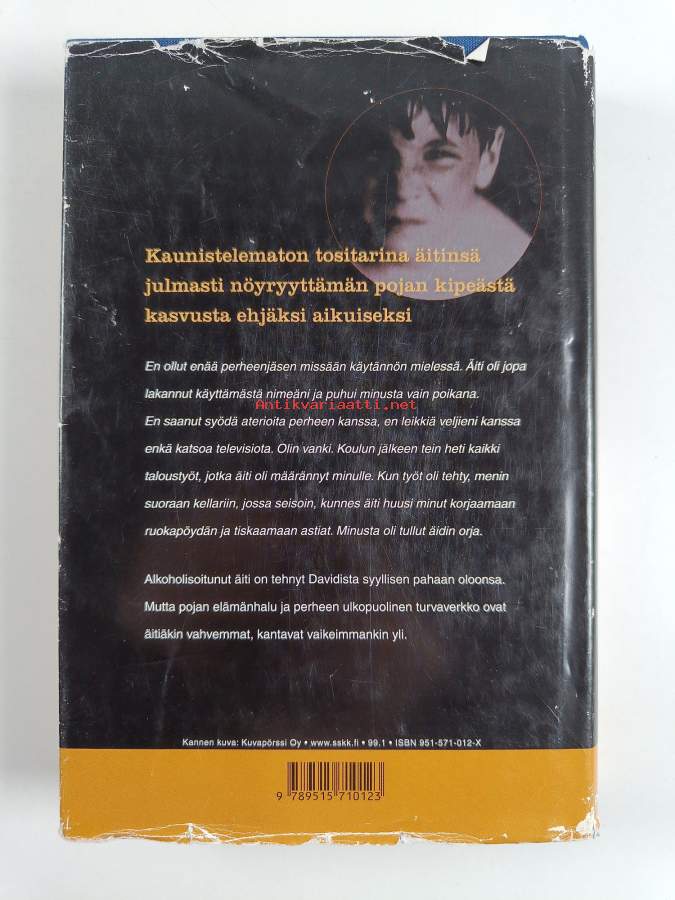 Kaunistelematon tositarina äitinsä
julmasti nöyryyttämän pojan kipeästä
kasvusta ehjäksi aikuiseksi
En ollut enää perheenjäsen missään käytännön mielessä. Äiti oli jopa
lakannut käyttämästä nimeäni ja puhui minusta vain poikana.
Antikvariaatti.net
En saanut syödä aterioita perheen kanssa, en leikkiä veljieni kanssa
enkä katsoa televisiota. Olin vanki. Koulun jälkeen tein heti kaikki
taloustyöt, jotka äiti oli määrännyt minulle. Kun työt oli tehty, menin
suoraan kellariin, jossa seisoin, kunnes äiti huusi minut korjaamaan
ruokapöydän ja tiskaamaan astiat. Minusta oli tullut äidin orja.
Alkoholisoitunut äiti on tehnyt Davidista syyllisen pahaan oloonsa.
Mutta pojan elämänhalu ja perheen ulkopuolinen turvaverkko ovat
äitiäkin vahvemmat, kantavat vaikeimmankin yli.
Kannen kuva: Kuvapörssi Oy • www.sskk.fi • 99.1 • ISBN 951-571-012-X
9 789515 710123